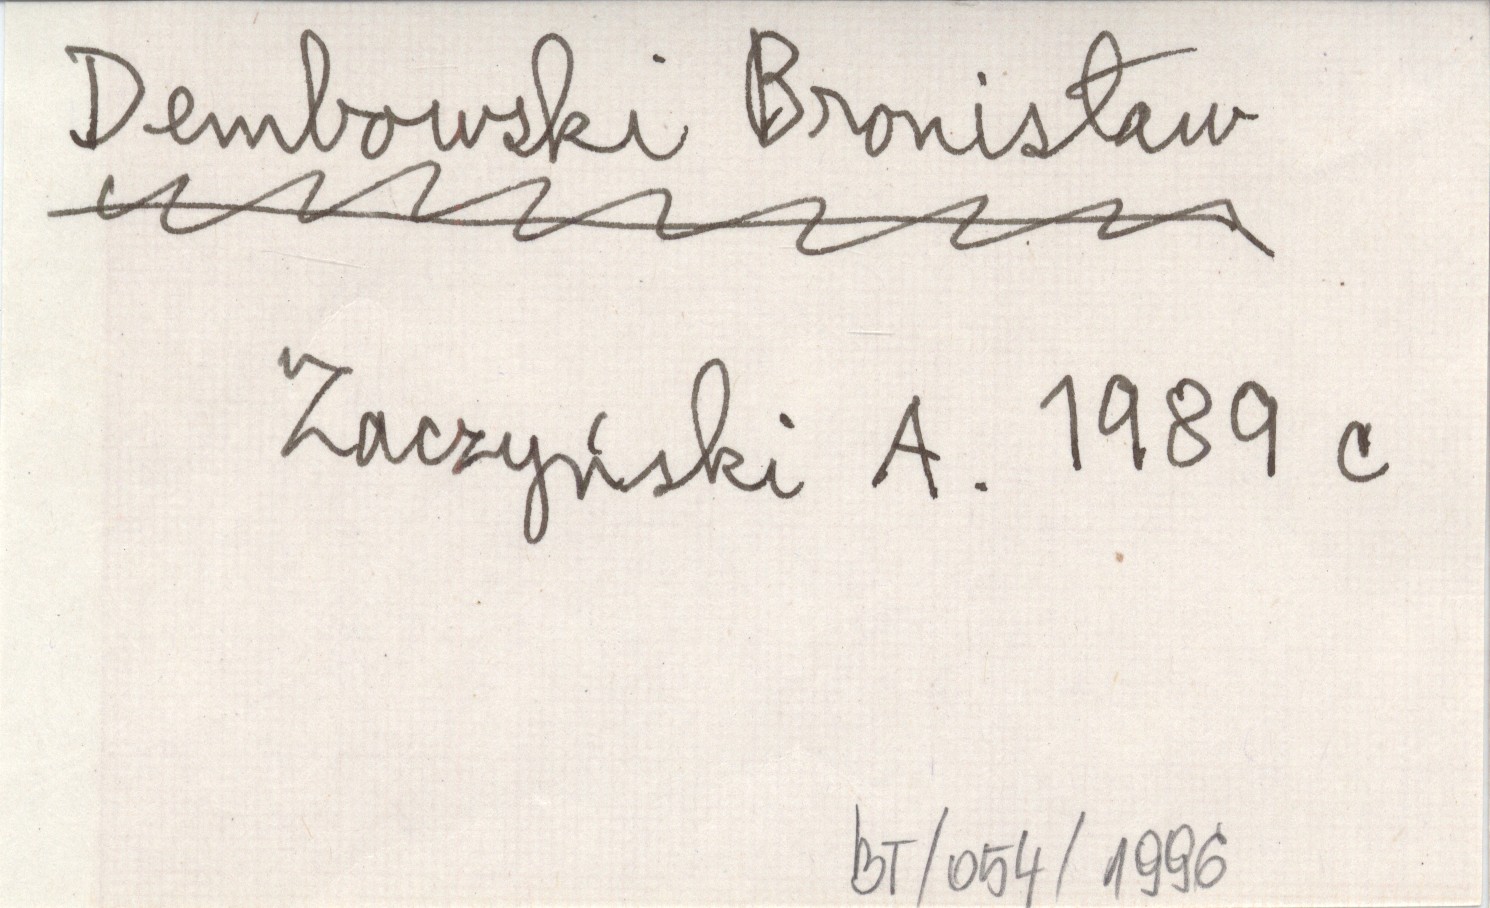 Dembowski Bronisław
Zaczyński A. 1989 c
BT/054/1996